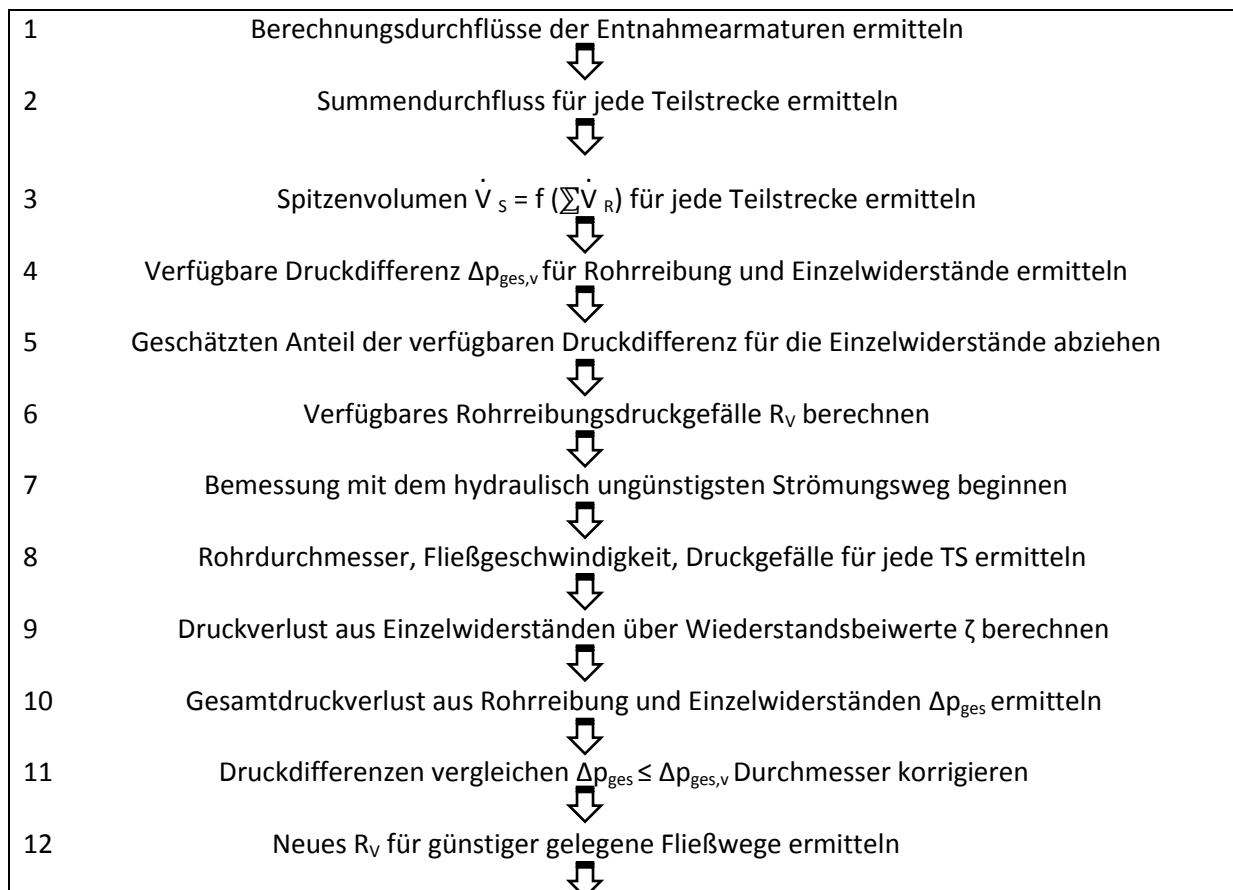 1 Berechnungsdurchflüsse der Entnahmearmaturen ermitteln
2 Summendurchfluss für jede Teilstrecke ermitteln
3 Spitzenvolumen V̇ S = f (∑V̇ R) für jede Teilstrecke ermitteln
4 Verfügbare Druckdifferenz Δpges,v für Rohrreibung und Einzelwiderstände ermitteln
5 Geschätzten Anteil der verfügbaren Druckdifferenz für die Einzelwiderstände abziehen
6 Verfügbares Rohrreibungsdruckgefälle RV berechnen
7 Bemessung mit dem hydraulisch ungünstigsten Strömungsweg beginnen
8 Rohrdurchmesser, Fließgeschwindigkeit, Druckgefälle für jede TS ermitteln
9 Druckverlust aus Einzelwiderständen über Wiederstandsbeiwerte ζ berechnen
10 Gesamtdruckverlust aus Rohrreibung und Einzelwiderständen Δpges ermitteln
11 Druckdifferenzen vergleichen Δpges ≤ Δpges,v Durchmesser korrigieren
12 Neues RV für günstiger gelegene Fließwege ermitteln